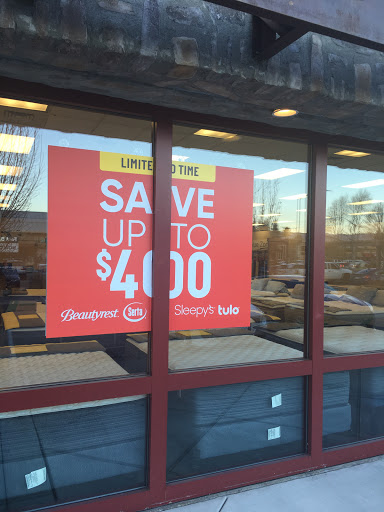 LIMITED TIME
SAVE
UP TO
$400
Beautyrest. Serta Sleepy's tulo